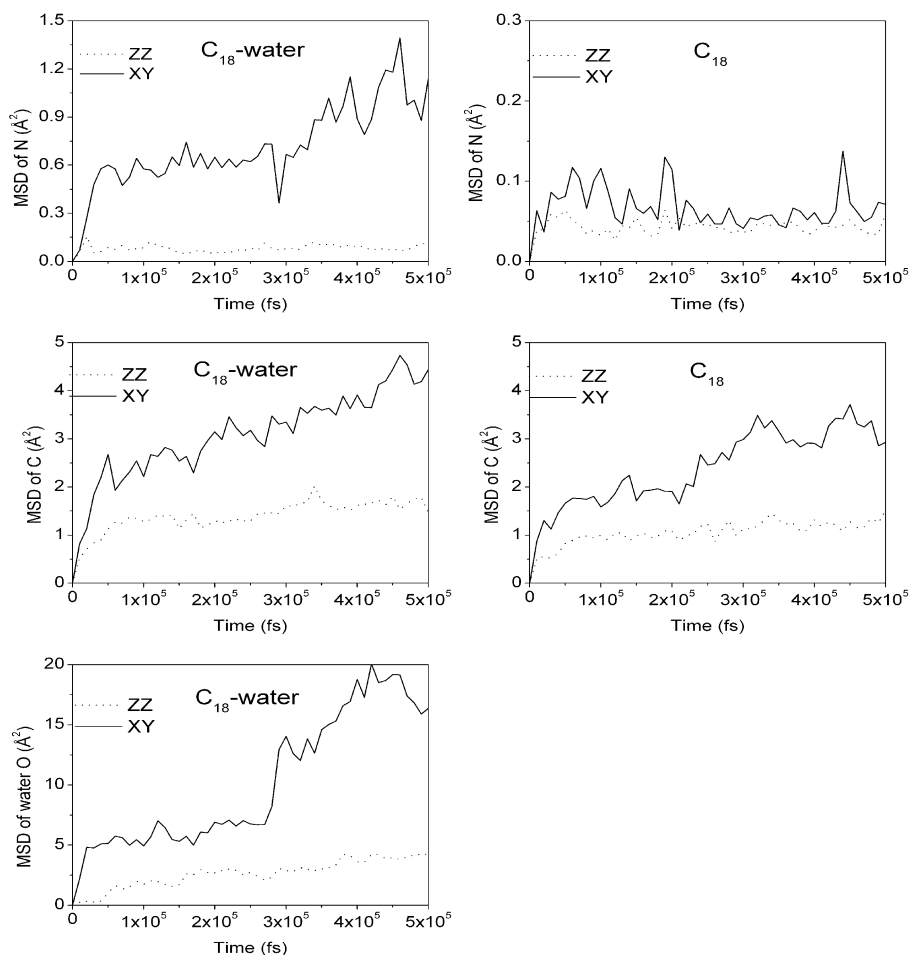 C18-water
ZZ
XY
MSD of N (Å²)
1.5
1.2
0.9
0.6
0.3
0.0
0 1x10⁵ 2x10⁵ 3x10⁵ 4x10⁵ 5x10⁵
Time (fs)
C18
ZZ
XY
MSD of N (Å²)
0.3
0.2
0.1
0.0
0 1x10⁵ 2x10⁵ 3x10⁵ 4x10⁵ 5x10⁵
Time (fs)
C18-water
ZZ
XY
MSD of C (Å²)
5
4
3
2
1
0
0 1x10⁵ 2x10⁵ 3x10⁵ 4x10⁵ 5x10⁵
Time (fs)
C18
ZZ
XY
MSD of C (Å²)
5
4
3
2
1
0
0 1x10⁵ 2x10⁵ 3x10⁵ 4x10⁵ 5x10⁵
Time (fs)
C18-water
ZZ
XY
MSD of water O (Å²)
20
15
10
5
0
0 1x10⁵ 2x10⁵ 3x10⁵ 4x10⁵ 5x10⁵
Time (fs)